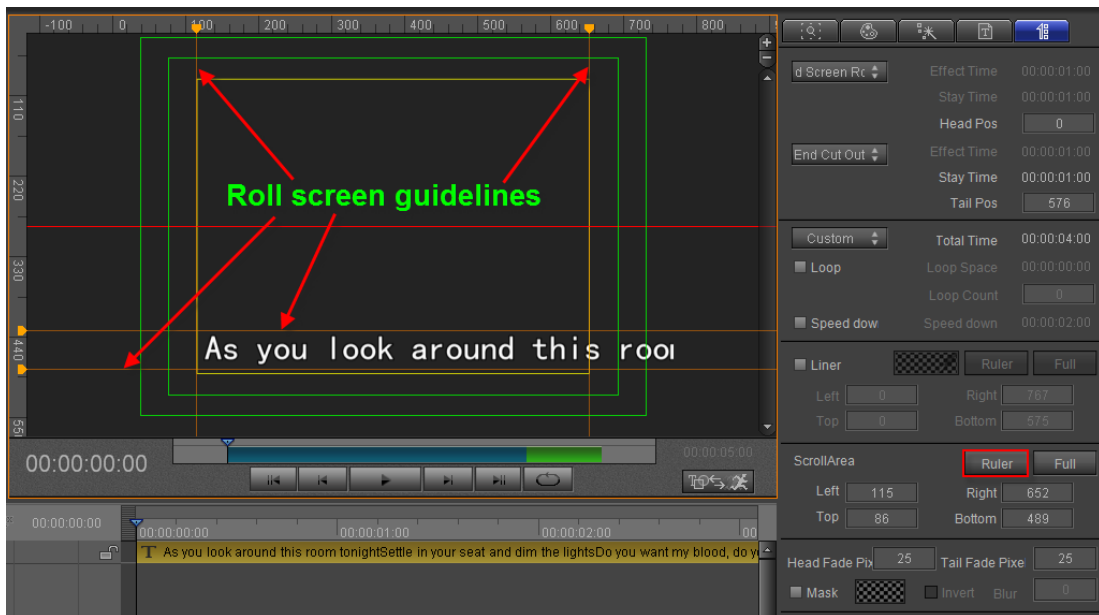 -100 0 100 200 300 400 500 600 700 800
110
220
330
440
550
Roll screen guidelines
As you look around this room
00:00:00:00
00:00:05:00
00:00:00:00
00:00:00:00 00:00:01:00 00:00:02:00 00
T As you look around this room tonightSettle in your seat and dim the lightsDo you want my blood, do y
d Screen Rc Effect Time 00:00:01:00
Stay Time 00:00:01:00
Head Pos 0
End Cut Out Effect Time 00:00:01:00
Stay Time 00:00:01:00
Tail Pos 576
Custom Total Time 00:00:04:00
Loop Loop Space 00:00:00:00
Loop Count 0
Speed dow Speed down 00:00:02:00
Liner Ruler Full
Left 0 Right 767
Top 0 Bottom 575
ScrollArea Ruler Full
Left 115 Right 652
Top 86 Bottom 489
Head Fade Pix 25 Tail Fade Pixe 25
Mask Invert Blur 0